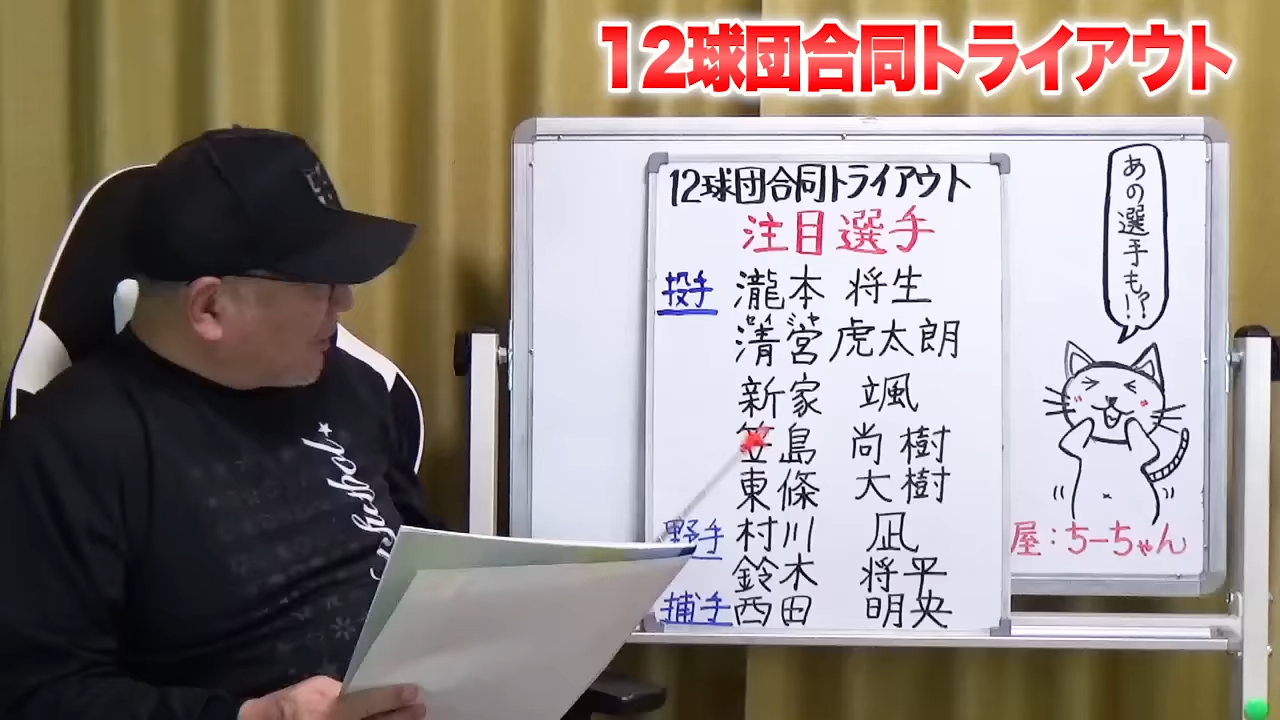 12球団合同トライアウト
12球団合同トライアウト
注目選手
投手 瀧本 将生
せいみや
清宮 虎太朗
新家 颯
笠島 尚樹
東條 大樹
野手 村川 凪
鈴木 将平
捕手 西田 明央
あの選手も!?
屋:ちーちゃん